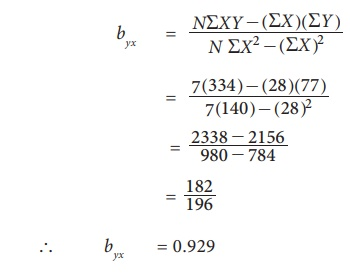 b_yx = (NΣXY−(ΣX)(ΣY))/(N ΣX²−(ΣX)²)
= (7(334)−(28)(77))/(7(140)−(28)²)
= (2338 − 2156)/(980 − 784)
= 182/196
∴ b_yx = 0.929